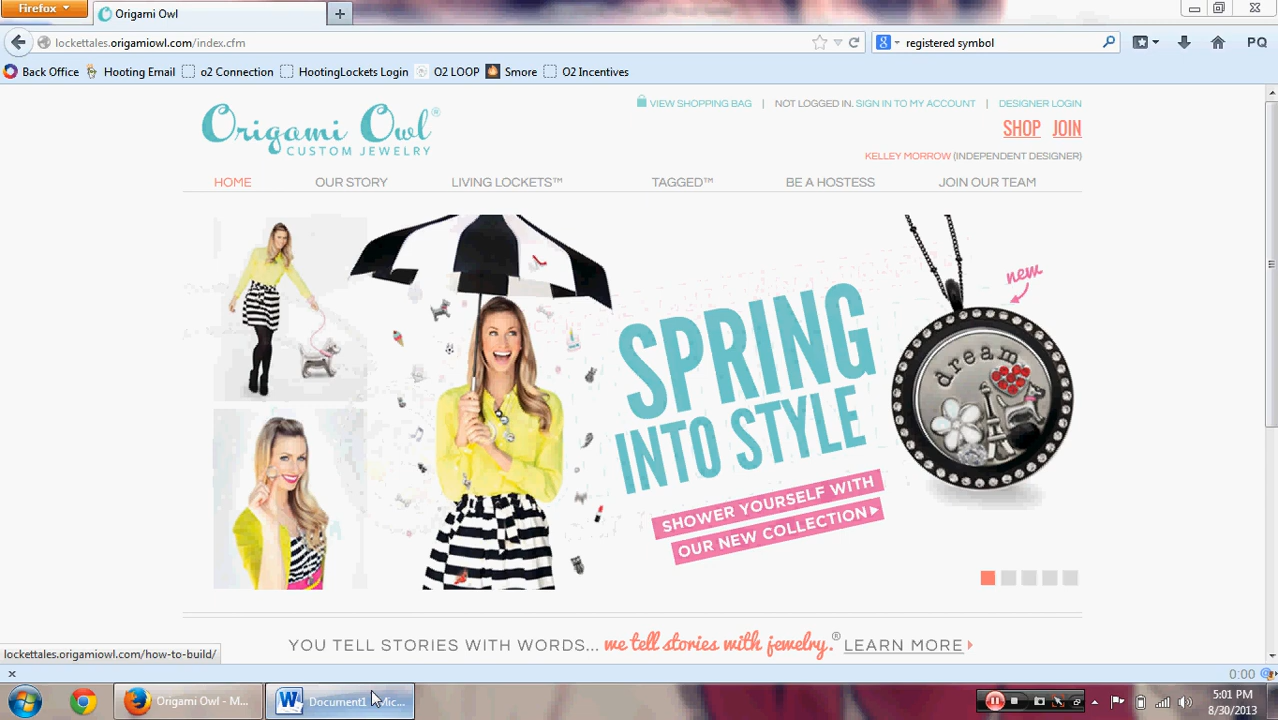 Firefox
Origami Owl
lockettales.origamiowl.com/index.cfm
registered symbol
PQ
Back Office
Hooting Email
o2 Connection
HootingLockets Login
O2 LOOP
Smore
O2 Incentives
Origami Owl®
CUSTOM JEWELRY
VIEW SHOPPING BAG | NOT LOGGED IN. SIGN IN TO MY ACCOUNT | DESIGNER LOGIN
SHOP JOIN
KELLEY MORROW (INDEPENDENT DESIGNER)
HOME OUR STORY LIVING LOCKETS™ TAGGED™ BE A HOSTESS JOIN OUR TEAM
new
SPRING
INTO STYLE
dream
SHOWER YOURSELF WITH
OUR NEW COLLECTION
YOU TELL STORIES WITH WORDS... we tell stories with jewelry.® LEARN MORE
lockettales.origamiowl.com/how-to-build/
0:00
Origami Owl - M...
Document1 - Mic...
5:01 PM
8/30/2013